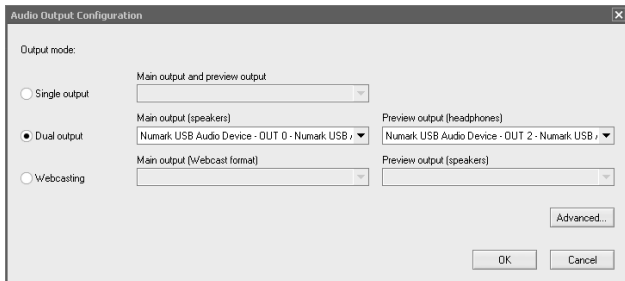 Audio Output Configuration
Output mode:
Main output and preview output
Single output
Main output (speakers) Preview output (headphones)
Dual output Numark USB Audio Device - OUT 0 - Numark USB Numark USB Audio Device - OUT 2 - Numark USB
Main output (Webcast format) Preview output (speakers)
Webcasting
Advanced...
OK Cancel